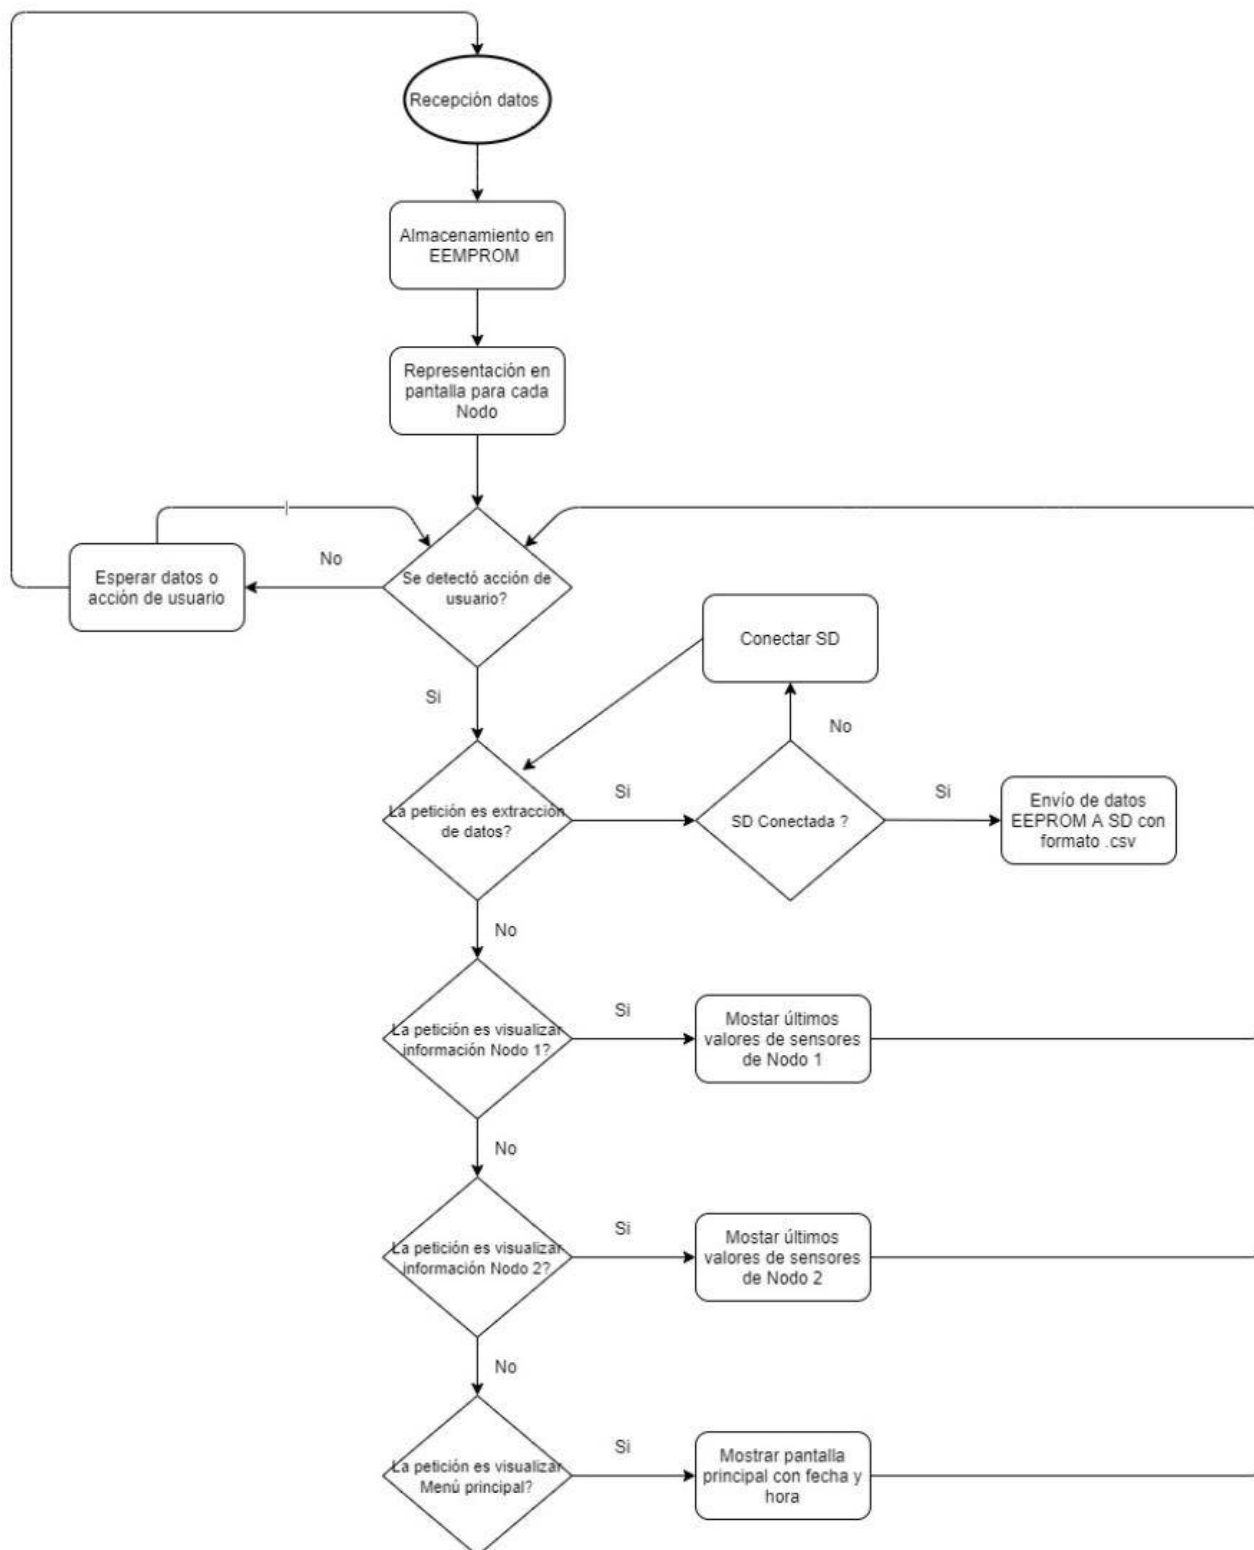 Recepción datos
Almacenamiento en
EEMPROM
Representación en
pantalla para cada
Nodo
Esperar datos o
acción de usuario
No
Se detectó acción de
usuario?
Si
Conectar SD
No
La petición es extracción
de datos?
Si
SD Conectada ?
Si
Envío de datos
EEPROM A SD con
formato .csv
No
La petición es visualizar
información Nodo 1?
Si
Mostar últimos
valores de sensores
de Nodo 1
No
La petición es visualizar
información Nodo 2?
Si
Mostar últimos
valores de sensores
de Nodo 2
No
La petición es visualizar
Menú principal?
Si
Mostrar pantalla
principal con fecha y
hora